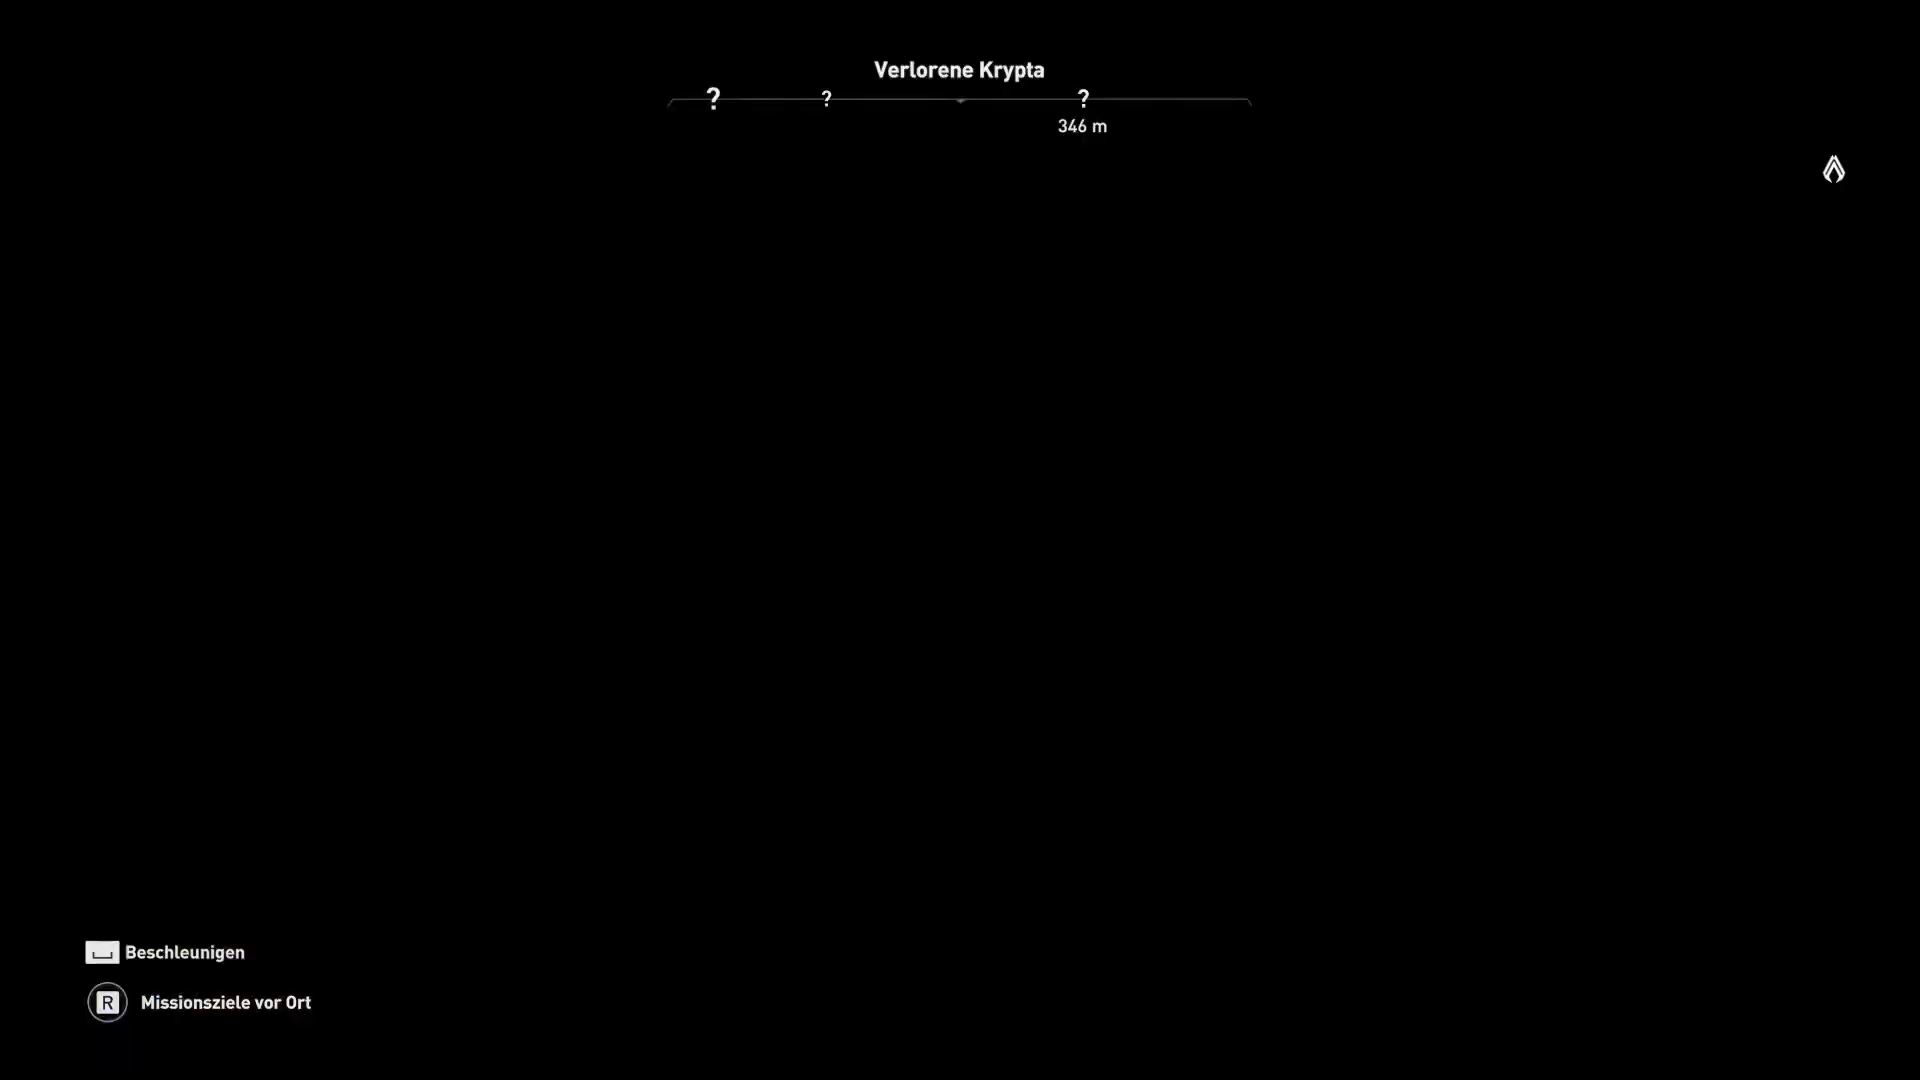 Verlorene Krypta
? ? ?
346 m
Beschleunigen
R Missionsziele vor Ort